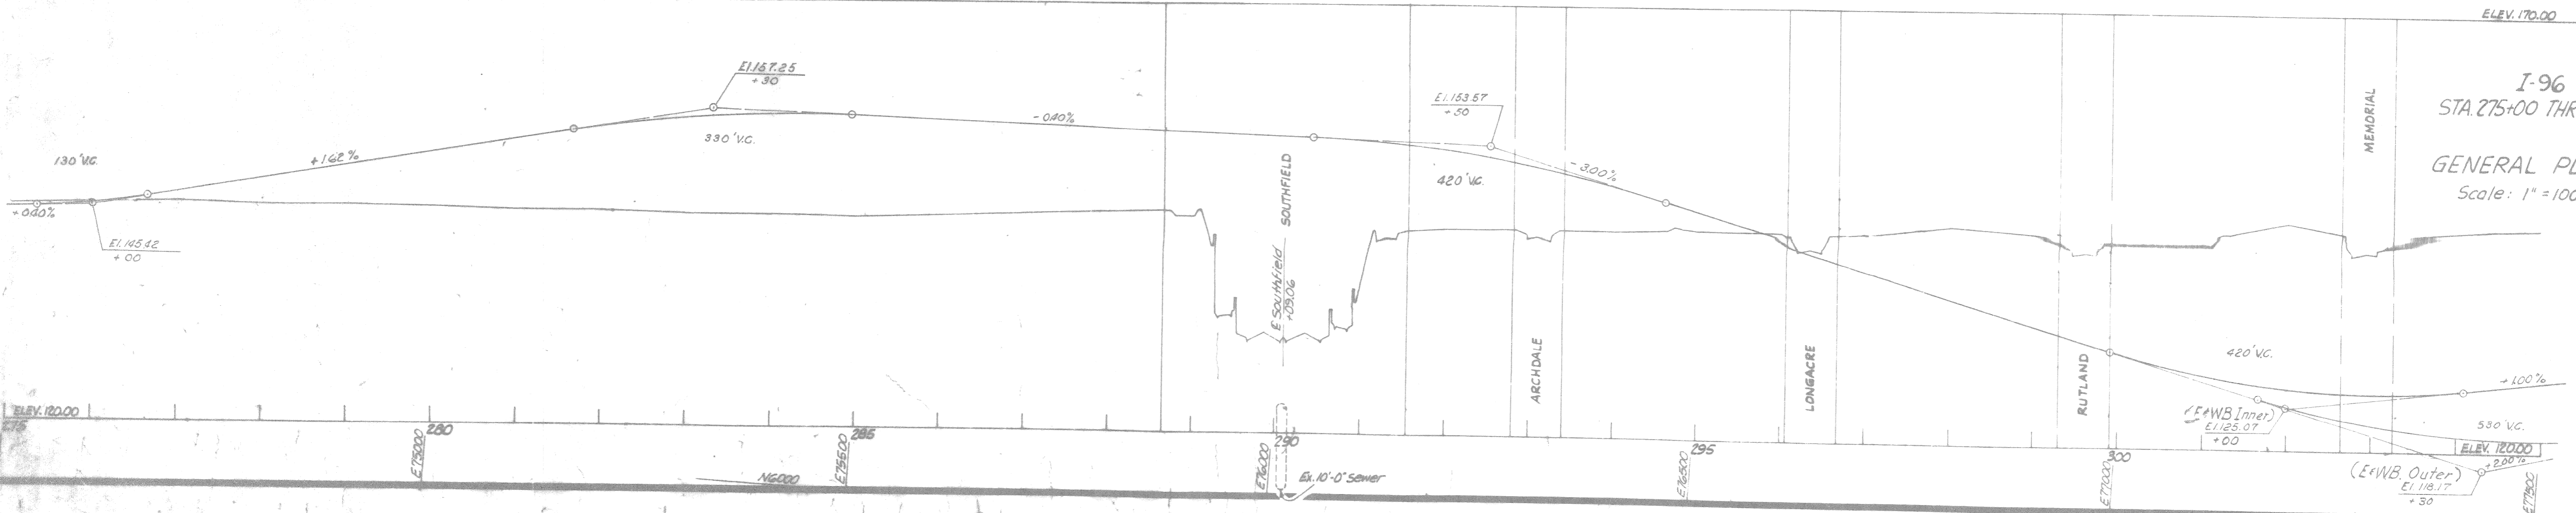 ELEV. 170.00
I-96
STA. 275+00 THR
GENERAL PL
Scale: 1" = 100
El. 157.25
+30
El. 153.57
+50
-0.40%
130' V.C.
+1.62%
330' V.C.
420' V.C.
-3.00%
MEMORIAL
+0.40%
El. 145.42
+00
SOUTHFIELD
Southfield
+09.06
ARCHDALE
LONGACRE
RUTLAND
420' V.C.
+1.00%
(E&WB Inner)
El. 125.07
+00
530 V.C.
ELEV. 120.00
ELEV. 120.00
275
280
285
290
295
300
+2.00%
(E&WB. Outer)
El. 118.17
+30
E75000
E75500
E76000
E76500
E77000
E77500
N6000
Ex. 10'-0" Sewer